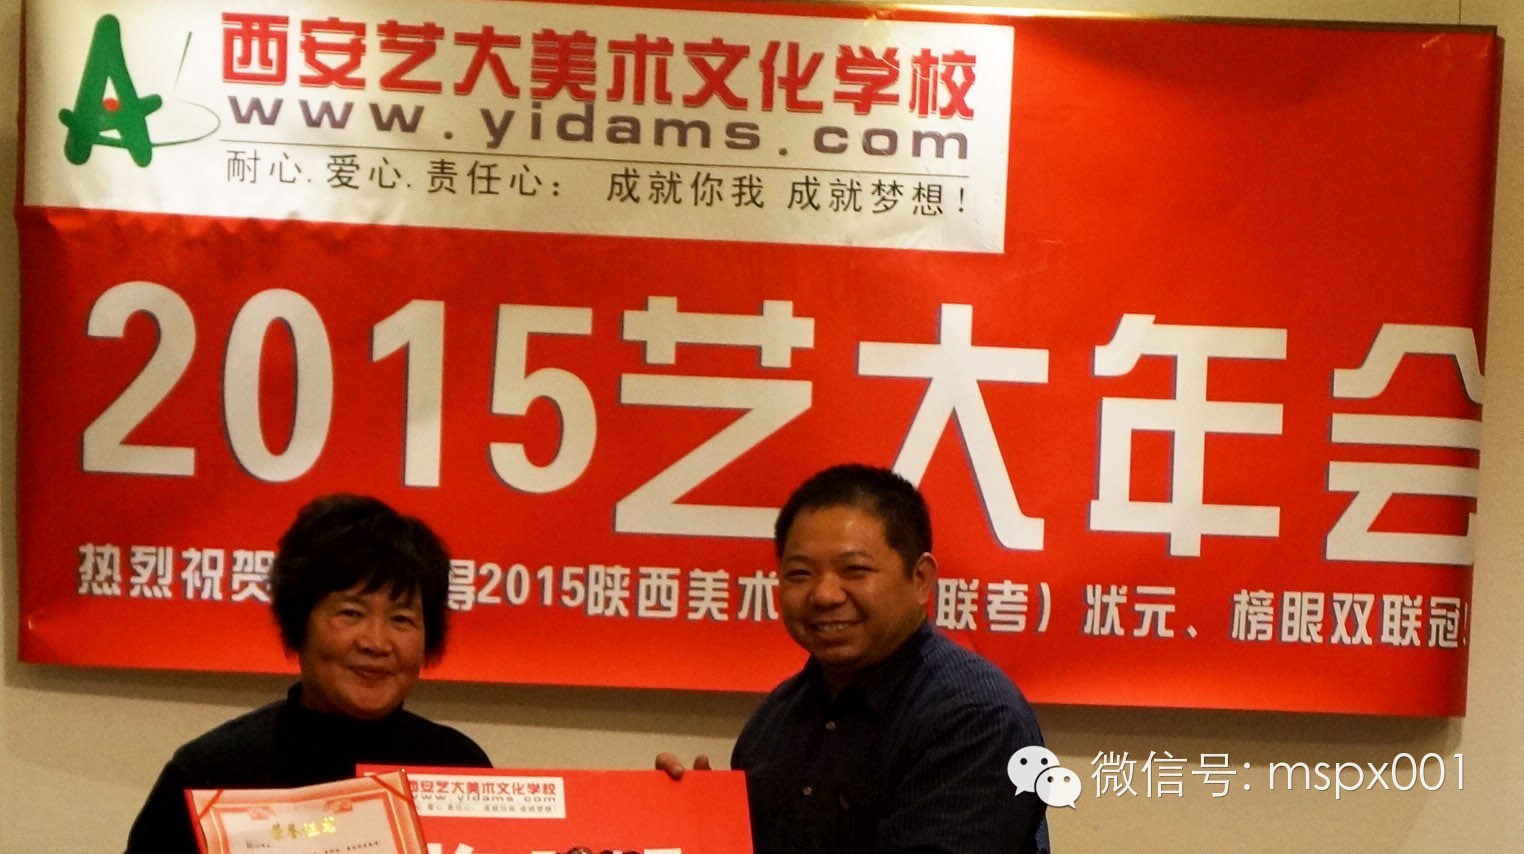 西安艺大美术文化学校
www.yidams.com
耐心.爱心.责任心： 成就你我 成就梦想！
2015艺大年会
热烈祝贺 得2015陕西美术 联考）状元、榜眼双联冠!
西安艺大美术文化学校
www.yidams.com
荣誉证书
微信号: mspx001